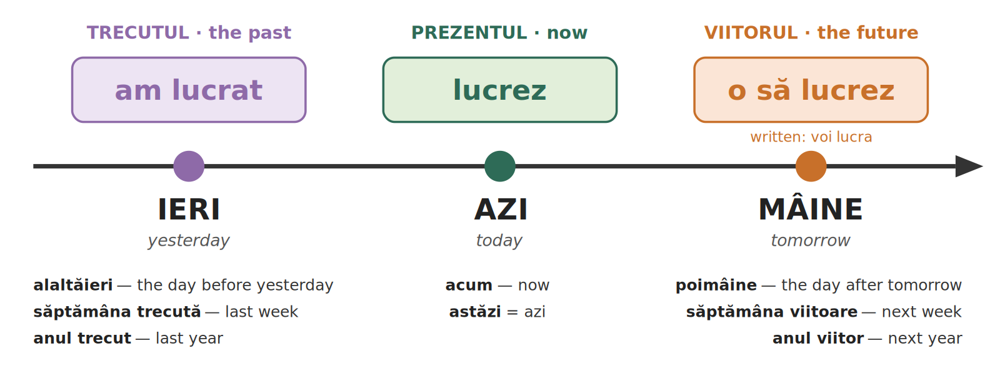 TRECUTUL · the past
PREZENTUL · now
VIITORUL · the future
am lucrat
lucrez
o să lucrez
written: voi lucra
IERI
AZI
MÂINE
yesterday
today
tomorrow
alaltăieri — the day before yesterday
săptămâna trecută — last week
anul trecut — last year
acum — now
astăzi = azi
poimâine — the day after tomorrow
săptămâna viitoare — next week
anul viitor — next year